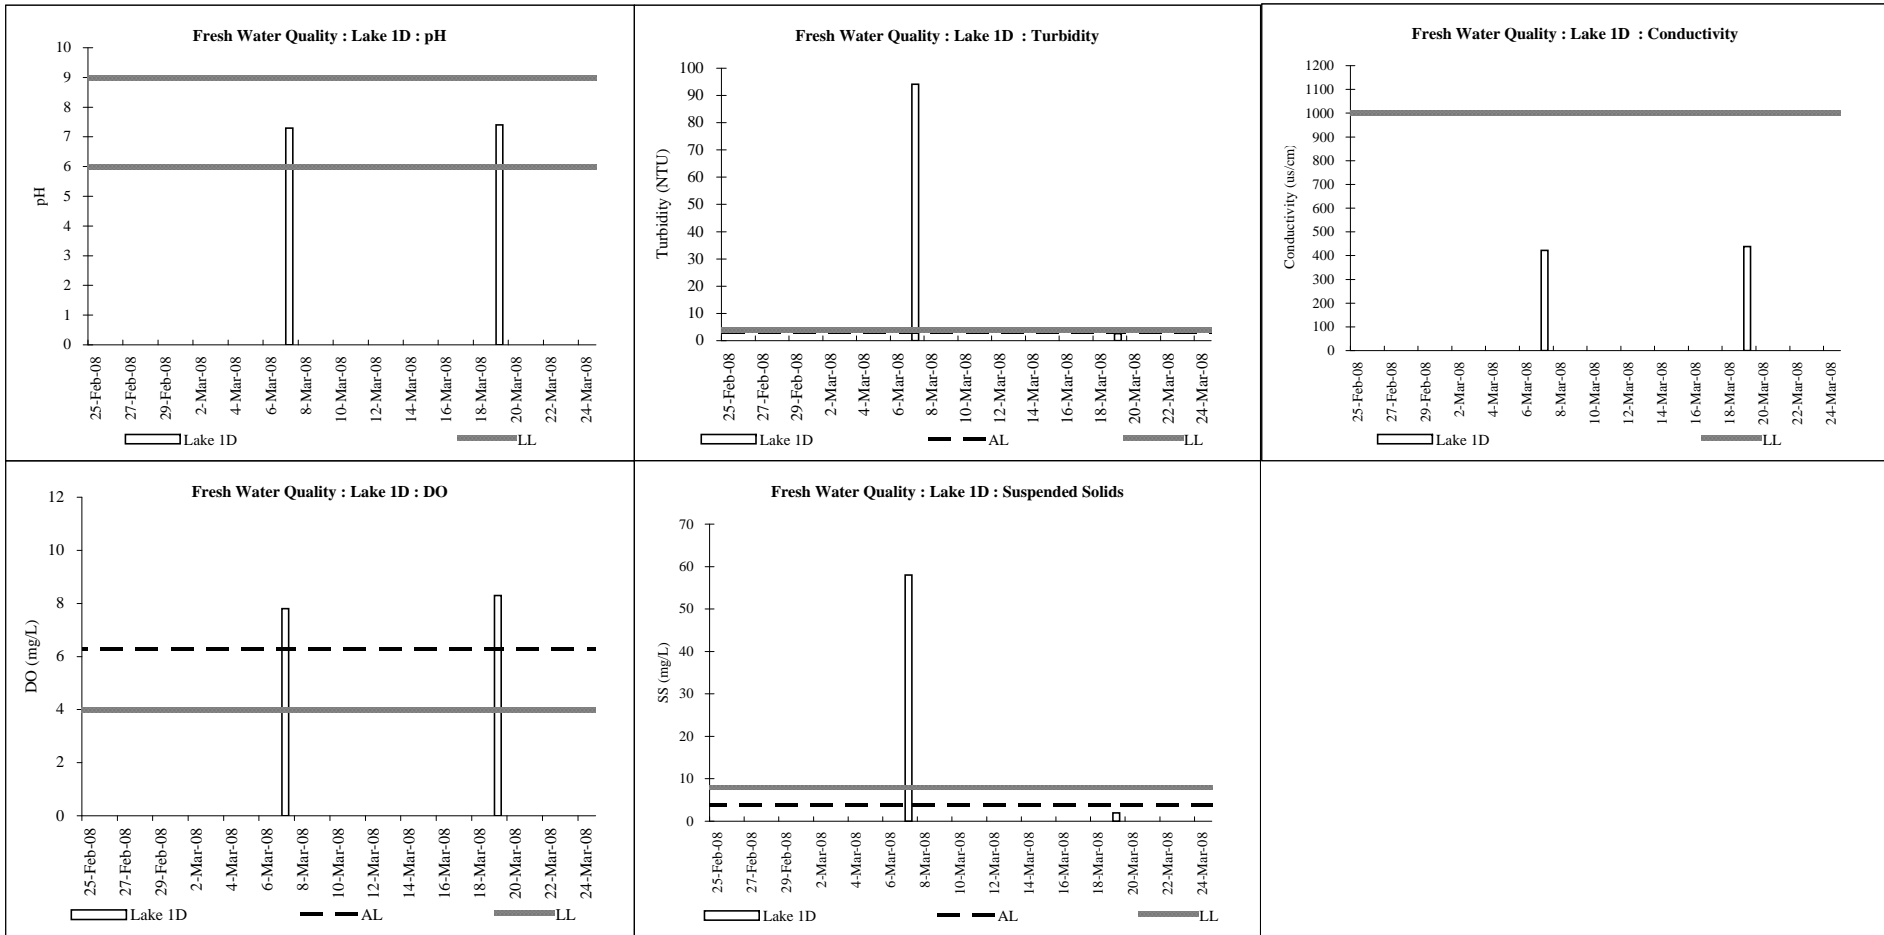 Fresh Water Quality : Lake 1D : pH
10
9
8
7
6
5
4
3
2
1
0
pH
25-Feb-08
27-Feb-08
29-Feb-08
2-Mar-08
4-Mar-08
6-Mar-08
8-Mar-08
10-Mar-08
12-Mar-08
14-Mar-08
16-Mar-08
18-Mar-08
20-Mar-08
22-Mar-08
24-Mar-08
Lake 1D LL
Fresh Water Quality : Lake 1D : Turbidity
100
90
80
70
60
50
40
30
20
10
0
Turbidity (NTU)
25-Feb-08
27-Feb-08
29-Feb-08
2-Mar-08
4-Mar-08
6-Mar-08
8-Mar-08
10-Mar-08
12-Mar-08
14-Mar-08
16-Mar-08
18-Mar-08
20-Mar-08
22-Mar-08
24-Mar-08
Lake 1D AL LL
Fresh Water Quality : Lake 1D : Conductivity
1200
1100
1000
900
800
700
600
500
400
300
200
100
0
Conductivity (us/cm)
25-Feb-08
27-Feb-08
29-Feb-08
2-Mar-08
4-Mar-08
6-Mar-08
8-Mar-08
10-Mar-08
12-Mar-08
14-Mar-08
16-Mar-08
18-Mar-08
20-Mar-08
22-Mar-08
24-Mar-08
Lake 1D LL
Fresh Water Quality : Lake 1D : DO
12
10
8
6
4
2
0
DO (mg/L)
25-Feb-08
27-Feb-08
29-Feb-08
2-Mar-08
4-Mar-08
6-Mar-08
8-Mar-08
10-Mar-08
12-Mar-08
14-Mar-08
16-Mar-08
18-Mar-08
20-Mar-08
22-Mar-08
24-Mar-08
Lake 1D AL LL
Fresh Water Quality : Lake 1D : Suspended Solids
70
60
50
40
30
20
10
0
SS (mg/L)
25-Feb-08
27-Feb-08
29-Feb-08
2-Mar-08
4-Mar-08
6-Mar-08
8-Mar-08
10-Mar-08
12-Mar-08
14-Mar-08
16-Mar-08
18-Mar-08
20-Mar-08
22-Mar-08
24-Mar-08
Lake 1D AL LL